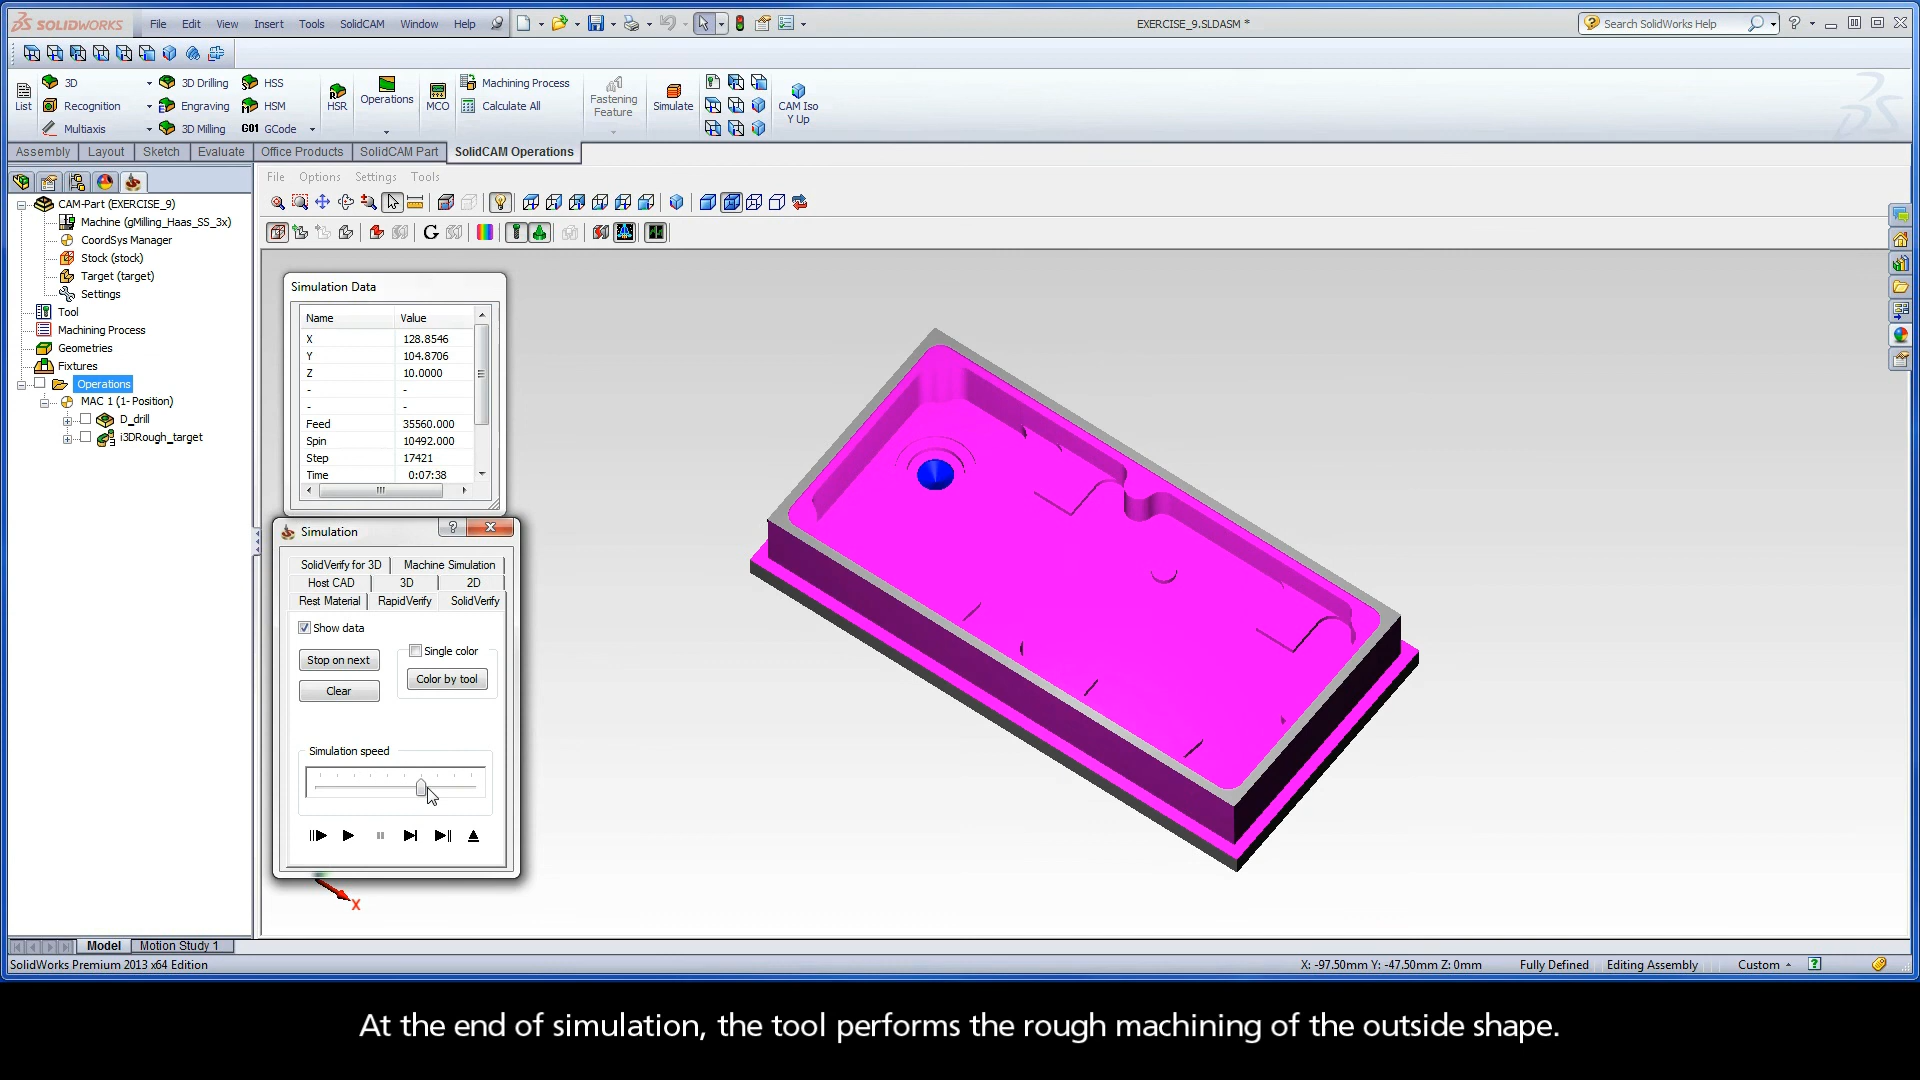 SOLIDWORKS File Edit View Insert Tools SolidCAM Window Help EXERCISE_9.SLDASM * Search SolidWorks Help
List 3D 3D Drilling HSS HSR Operations MCO Machining Process Fastening Feature Simulate CAM Iso Y Up
Recognition Engraving HSM Calculate All
Multiaxis 3D Milling G01 GCode
Assembly Layout Sketch Evaluate Office Products SolidCAM Part SolidCAM Operations
File Options Settings Tools
CAM-Part (EXERCISE_9)
Machine (gMilling_Haas_SS_3x)
CoordSys Manager
Stock (stock)
Target (target)
Settings
Tool
Machining Process
Geometries
Fixtures
Operations
MAC 1 (1- Position)
D_drill
i3DRough_target
Simulation Data
Name Value
X 128.8546
Y 104.8706
Z 10.0000
- -
- -
Feed 35560.000
Spin 10492.000
Step 17421
Time 0:07:38
Simulation
SolidVerify for 3D Machine Simulation
Host CAD 3D 2D
Rest Material RapidVerify SolidVerify
Show data
Stop on next Single color
Clear Color by tool
Simulation speed
X
Model Motion Study 1
SolidWorks Premium 2013 x64 Edition X: -97.50mm Y: -47.50mm Z: 0mm Fully Defined Editing Assembly Custom
At the end of simulation, the tool performs the rough machining of the outside shape.